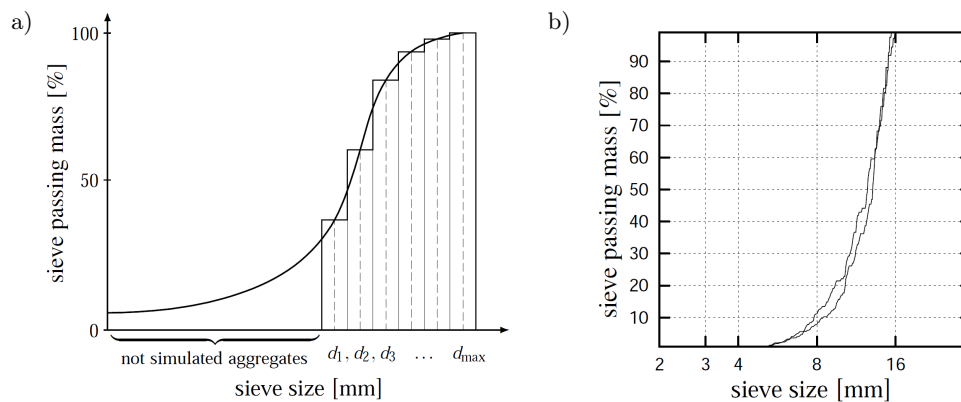 a)
sieve passing mass [%]
100
50
0
not simulated aggregates
d1, d2, d3 ... dmax
sieve size [mm]
b)
sieve passing mass [%]
90
80
70
60
50
40
30
20
10
2 3 4 8 16
sieve size [mm]